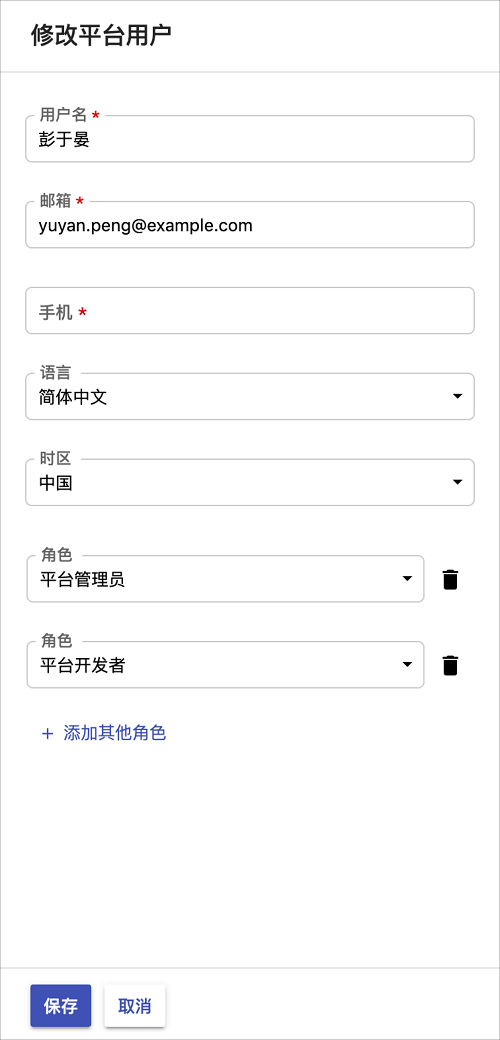 修改平台用户
用户名 *
彭于晏
邮箱 *
yuyan.peng@example.com
手机 *
语言
简体中文
时区
中国
角色
平台管理员
角色
平台开发者
+ 添加其他角色
保存 取消